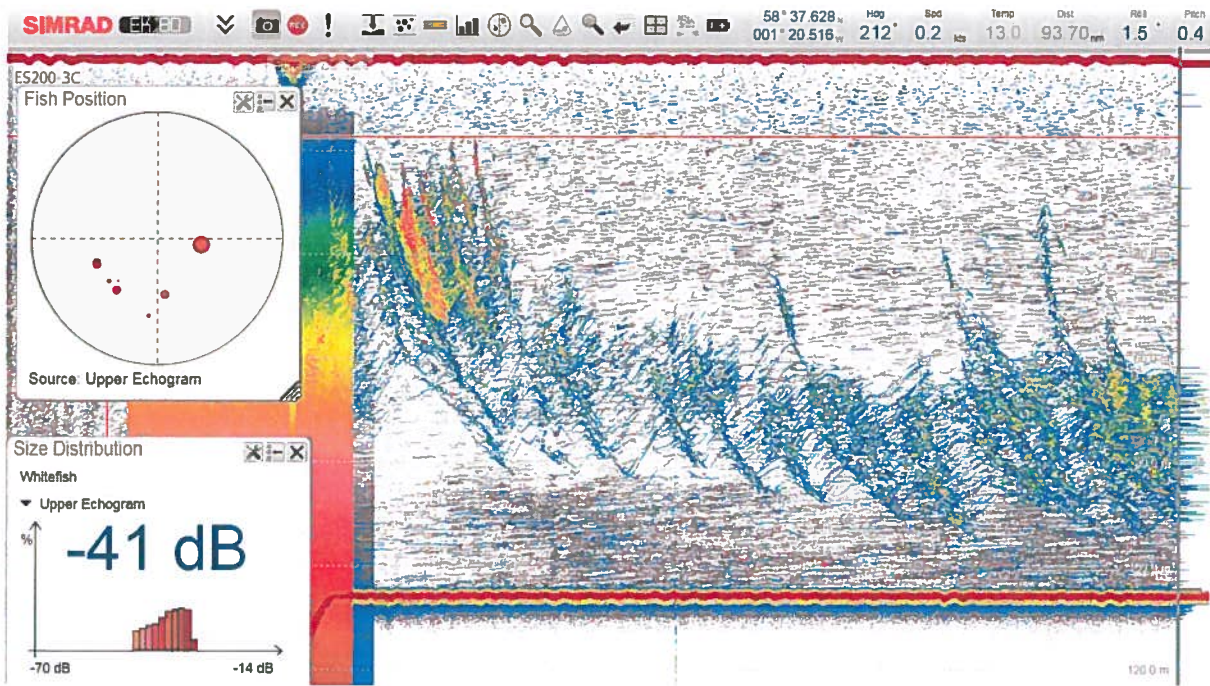 SIMRAD EK80
REC
58° 37.628 N
001° 20.516 W
Hdg
212°
Spd
0.2 kts
Temp
13.0
Dist
93.70 nm
Roll
1.5 °
Pitch
0.4
ES200-3C
Fish Position
Source: Upper Echogram
Size Distribution
Whitefish
Upper Echogram
%
-41 dB
-70 dB
-14 dB
120.0 m